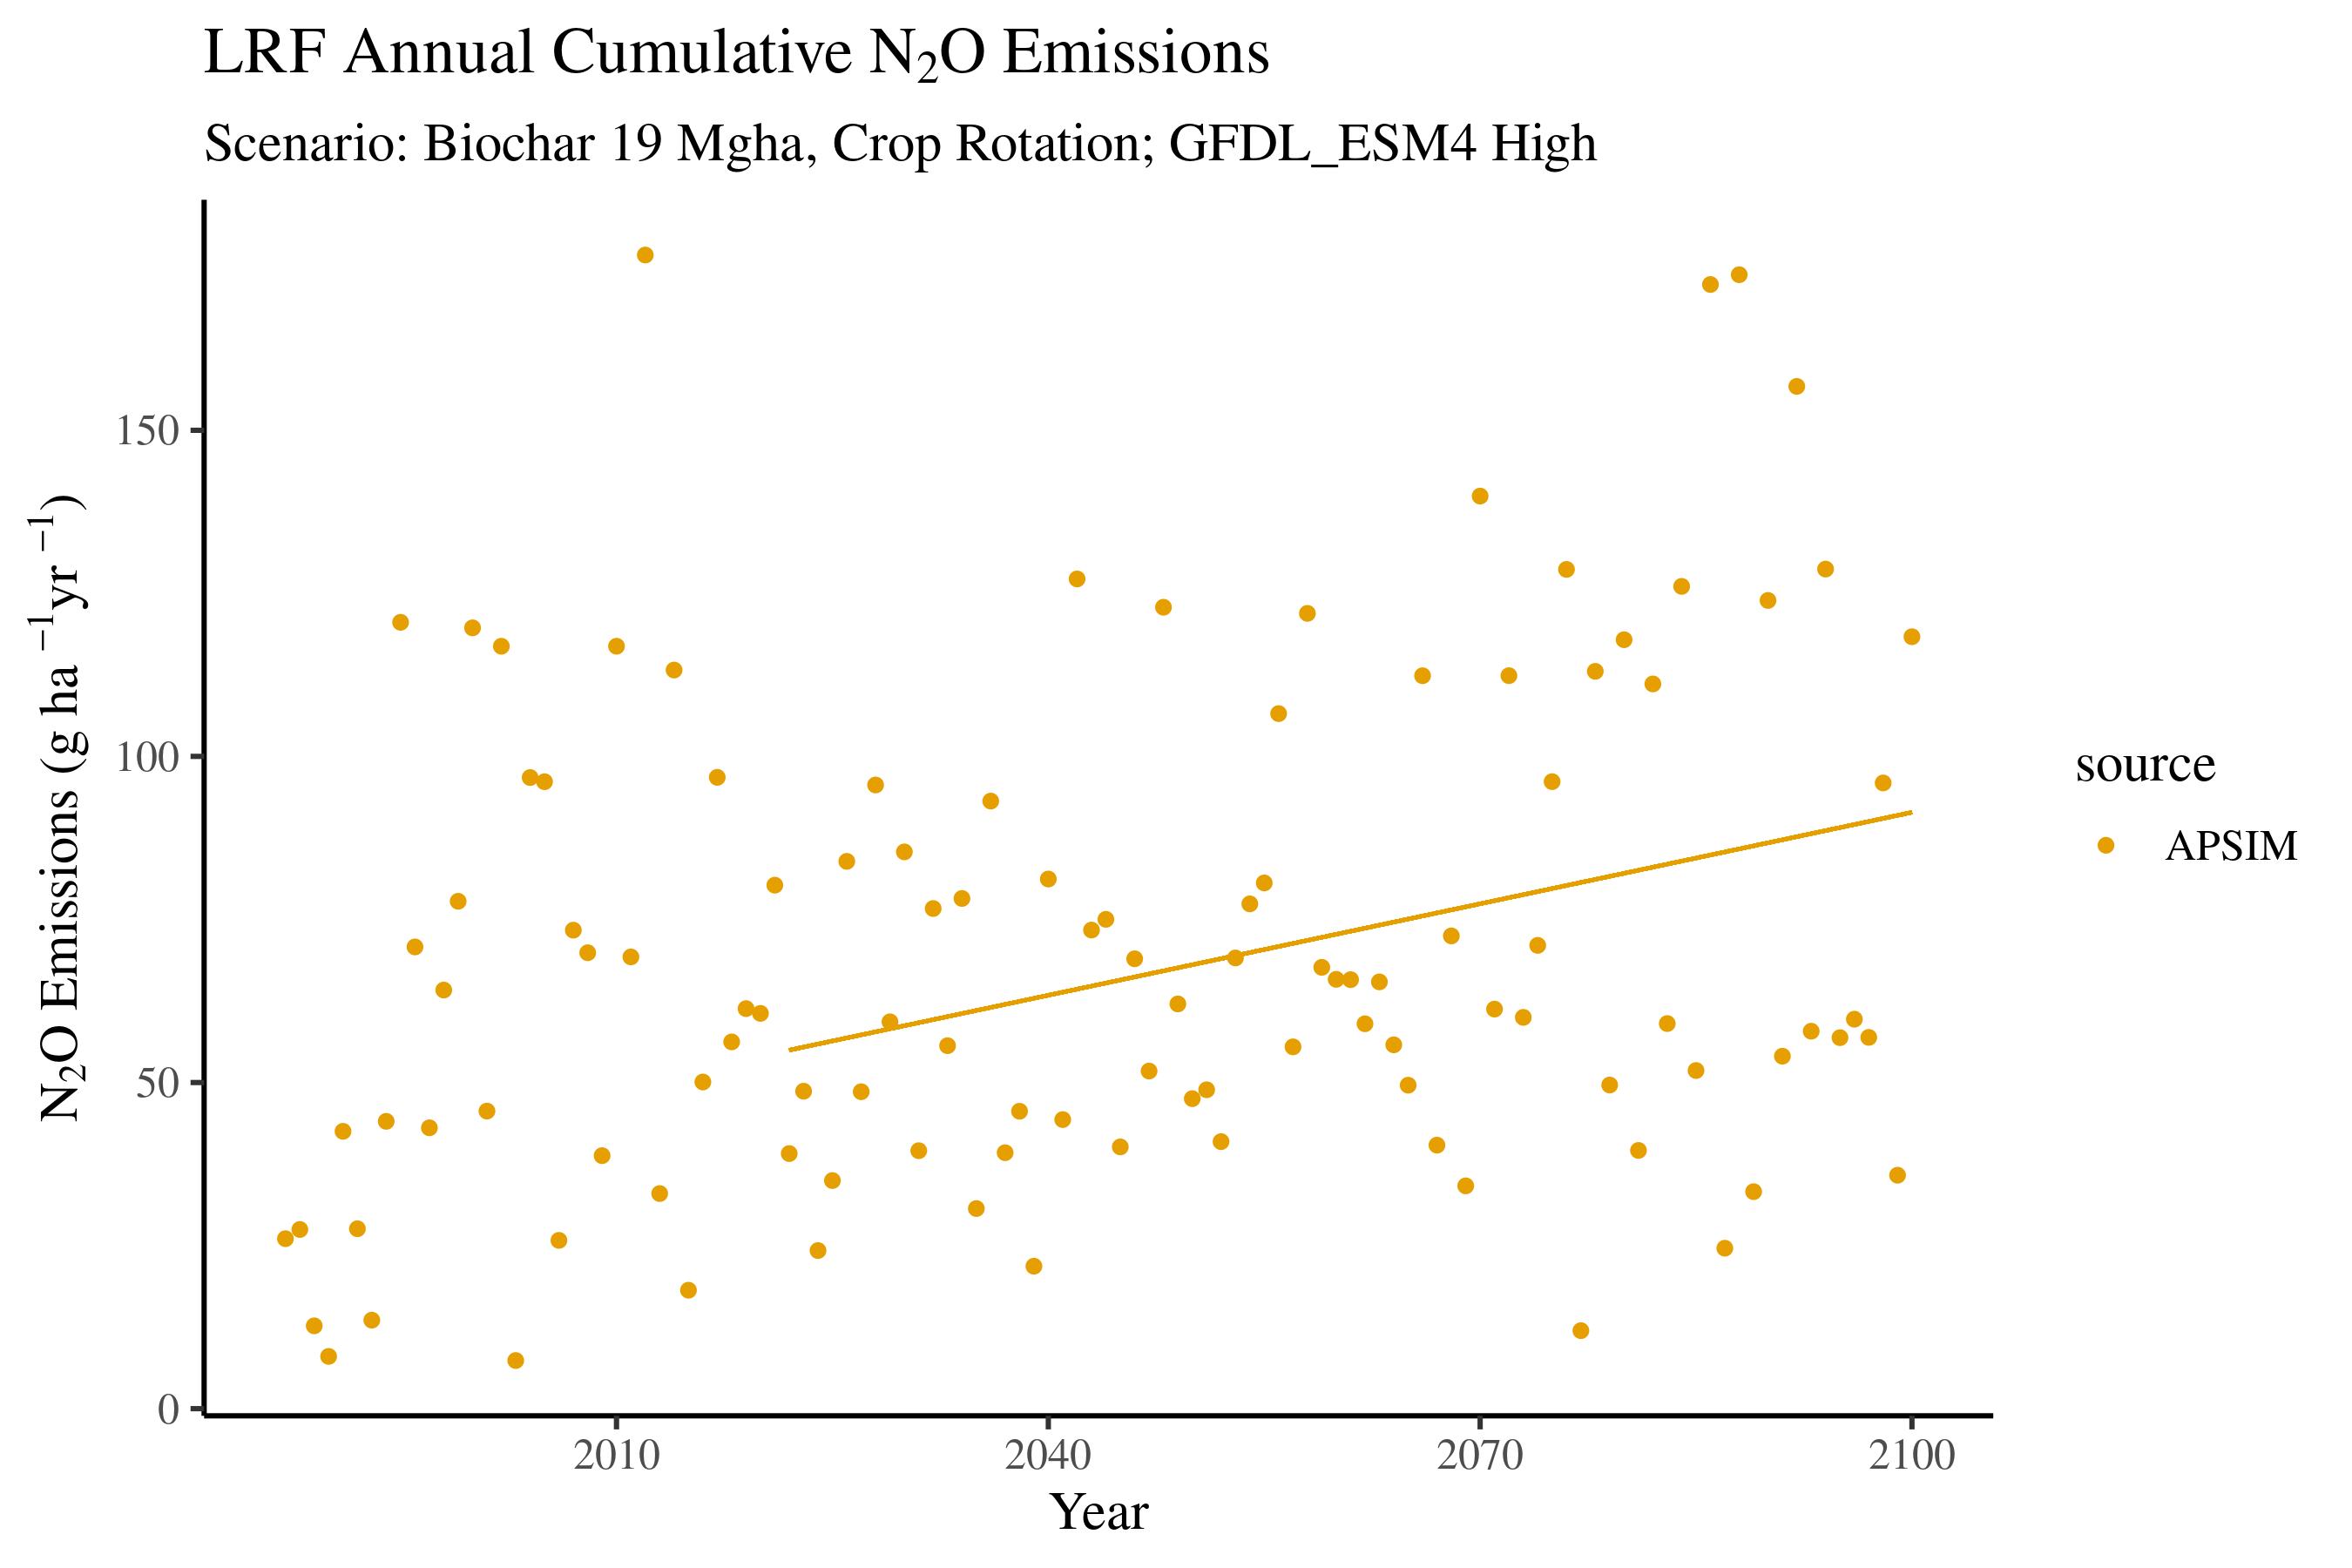 LRF Annual Cumulative N₂O Emissions
Scenario: Biochar 19 Mgha, Crop Rotation; GFDL_ESM4 High
N₂O Emissions (g ha ⁻¹yr ⁻¹)
150
100
50
0
2010 2040 2070 2100
Year
source
APSIM